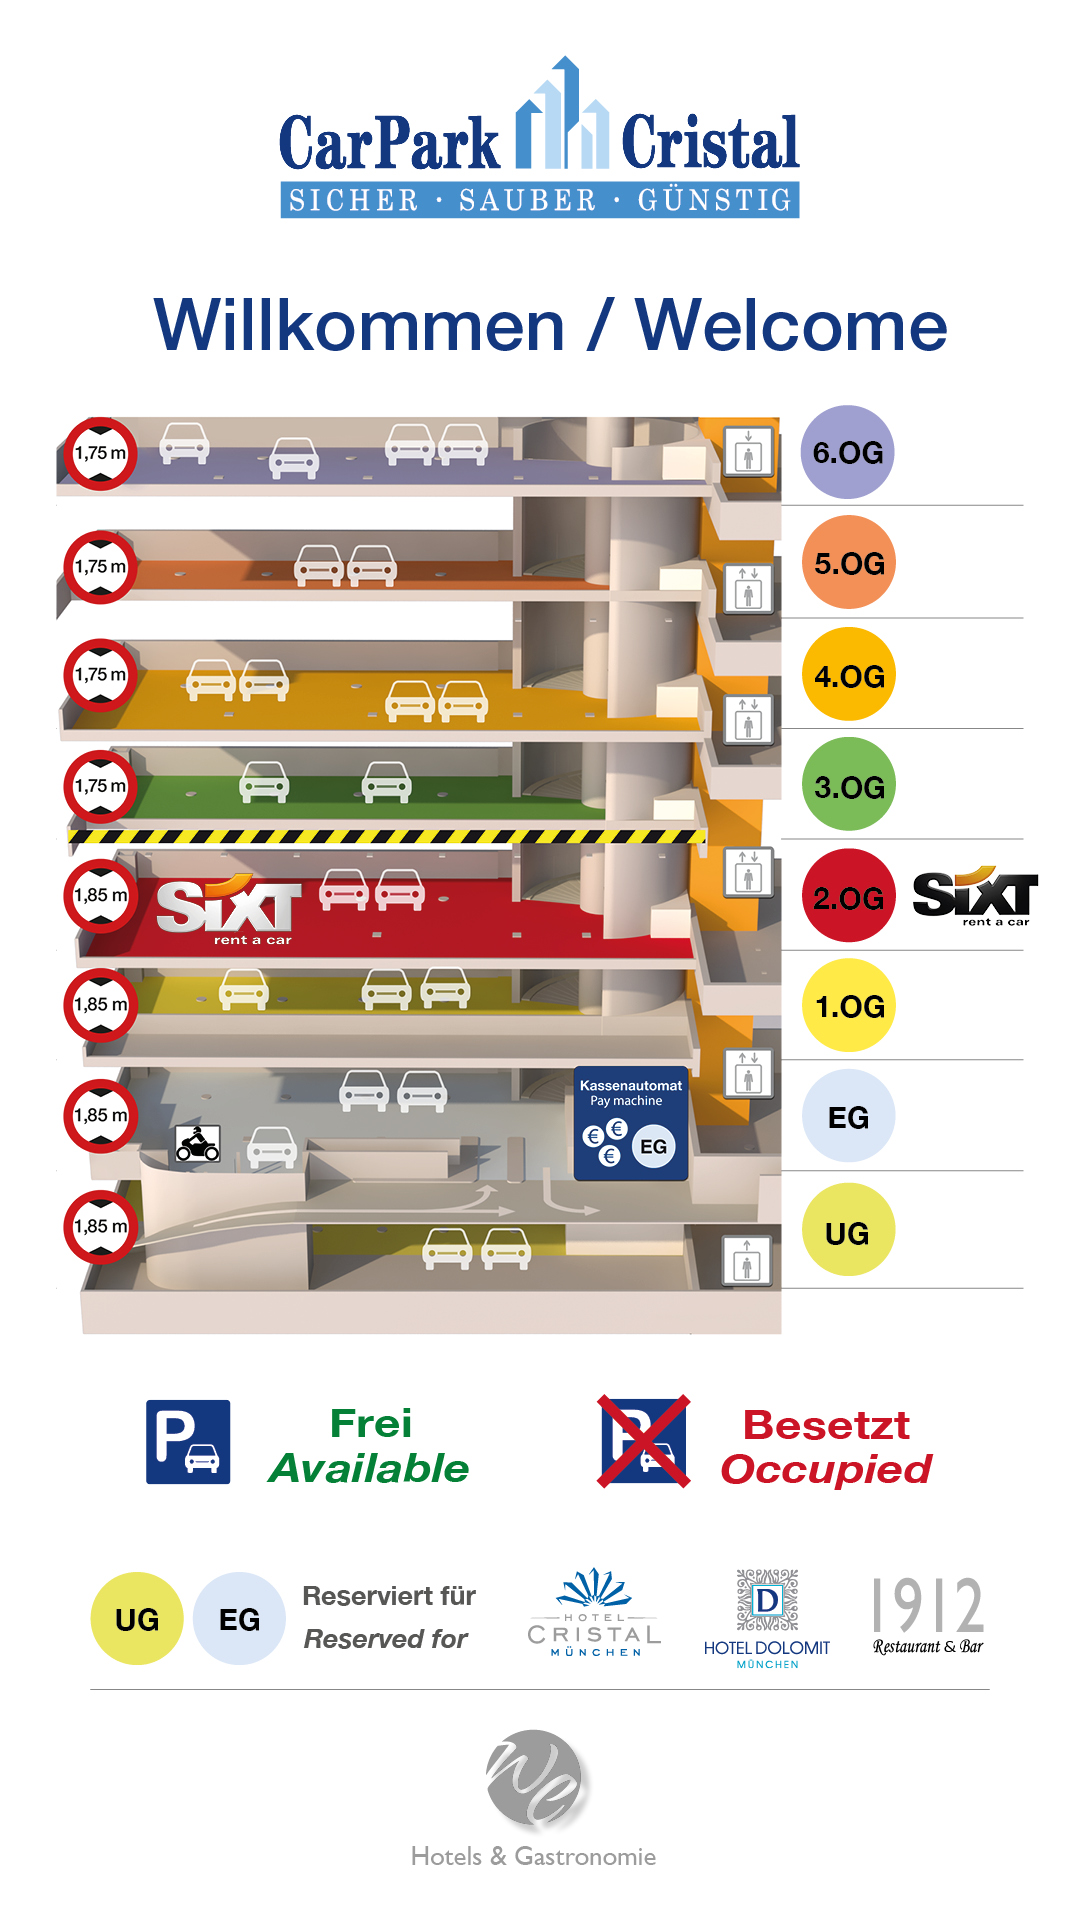 CarPark Cristal
SICHER · SAUBER · GÜNSTIG
Willkommen / Welcome
1,75 m
6.OG
1,75 m
5.OG
1,75 m
4.OG
1,75 m
3.OG
1,85 m
SIXT
rent a car
2.OG
SIXT
rent a car
1,85 m
1.OG
1,85 m
Kassenautomat
Pay machine
€ € €
EG
EG
1,85 m
UG
P
Frei
Available
P
Besetzt
Occupied
UG
EG
Reserviert für
Reserved for
HOTEL
CRISTAL
MÜNCHEN
D
HOTEL DOLOMIT
MÜNCHEN
1912
Restaurant & Bar
WC
Hotels & Gastronomie